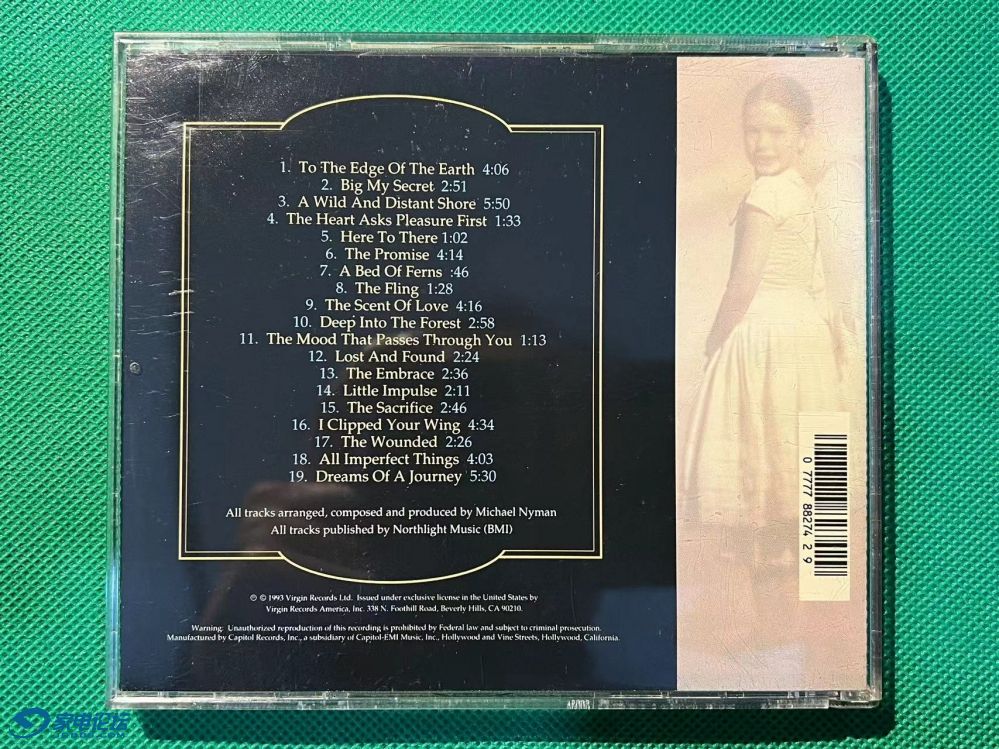 1. To The Edge Of The Earth 4:06
2. Big My Secret 2:51
3. A Wild And Distant Shore 5:50
4. The Heart Asks Pleasure First 1:33
5. Here To There 1:02
6. The Promise 4:14
7. A Bed Of Ferns :46
8. The Fling 1:28
9. The Scent Of Love 4:16
10. Deep Into The Forest 2:58
11. The Mood That Passes Through You 1:13
12. Lost And Found 2:24
13. The Embrace 2:36
14. Little Impulse 2:11
15. The Sacrifice 2:46
16. I Clipped Your Wing 4:34
17. The Wounded 2:26
18. All Imperfect Things 4:03
19. Dreams Of A Journey 5:30
All tracks arranged, composed and produced by Michael Nyman
All tracks published by Northlight Music (BMI)
℗ © 1993 Virgin Records Ltd. Issued under exclusive license in the United States by
Virgin Records America, Inc. 338 N. Foothill Road, Beverly Hills, CA 90210.
Warning: Unauthorized reproduction of this recording is prohibited by Federal law and subject to criminal prosecution.
Manufactured by Capitol Records, Inc., a subsidiary of Capitol-EMI Music, Inc., Hollywood and Vine Streets, Hollywood, California.
0 7777 88274 2 9
家电论坛